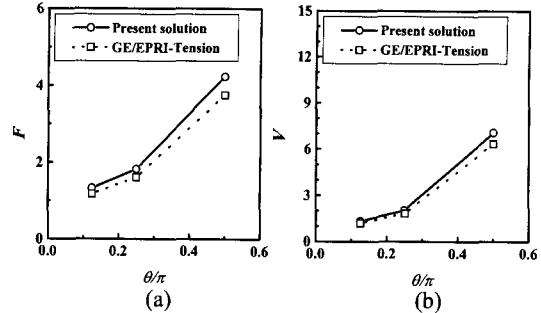 6
Present solution
GE/EPRI-Tension
4
F
2
0
0.0 0.2 0.4 0.6
θ/π
(a)
15
Present solution
GE/EPRI-Tension
12
9
V
6
3
0
0.0 0.2 0.4 0.6
θ/π
(b)